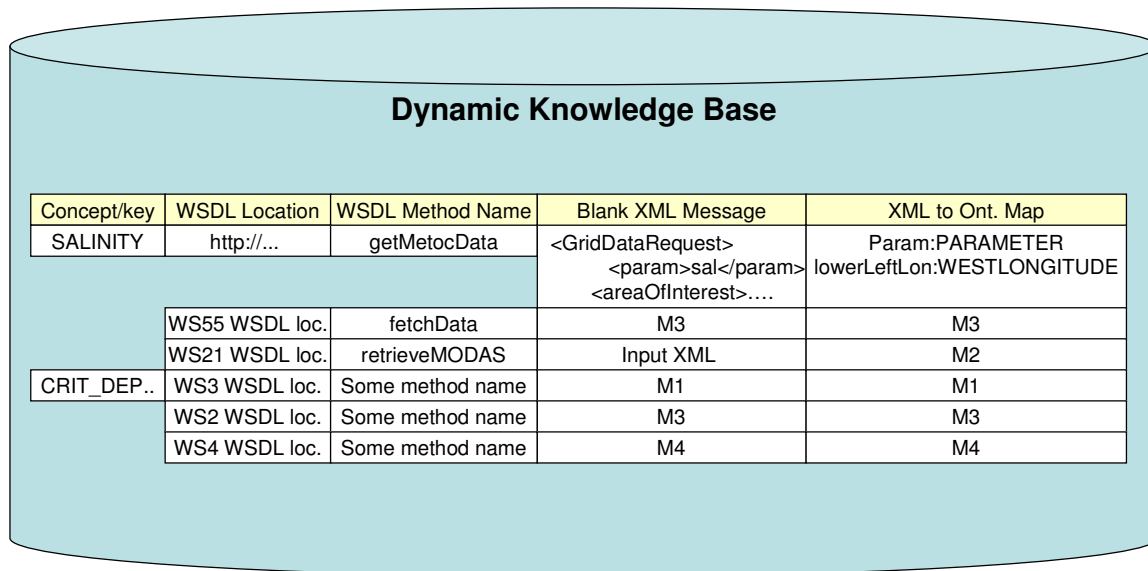 Dynamic Knowledge Base
Concept/key WSDL Location WSDL Method Name Blank XML Message XML to Ont. Map
SALINITY http://... getMetocData <GridDataRequest> Param:PARAMETER
<param>sal</param> lowerLeftLon:WESTLONGITUDE
<areaOfInterest>....
WS55 WSDL loc. fetchData M3 M3
WS21 WSDL loc. retrieveMODAS Input XML M2
CRIT_DEP.. WS3 WSDL loc. Some method name M1 M1
WS2 WSDL loc. Some method name M3 M3
WS4 WSDL loc. Some method name M4 M4